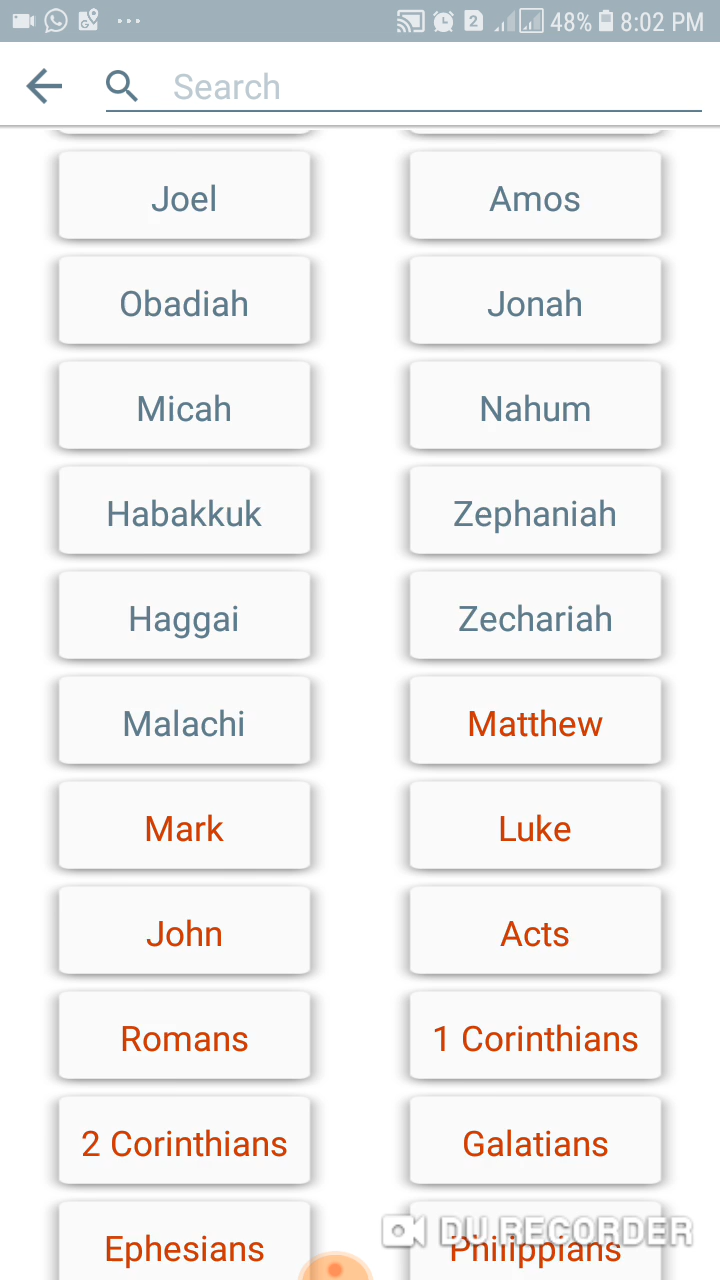 2 48% 8:02 PM
Search
Joel Amos
Obadiah Jonah
Micah Nahum
Habakkuk Zephaniah
Haggai Zechariah
Malachi Matthew
Mark Luke
John Acts
Romans 1 Corinthians
2 Corinthians Galatians
DU RECORDER
Ephesians Philippians